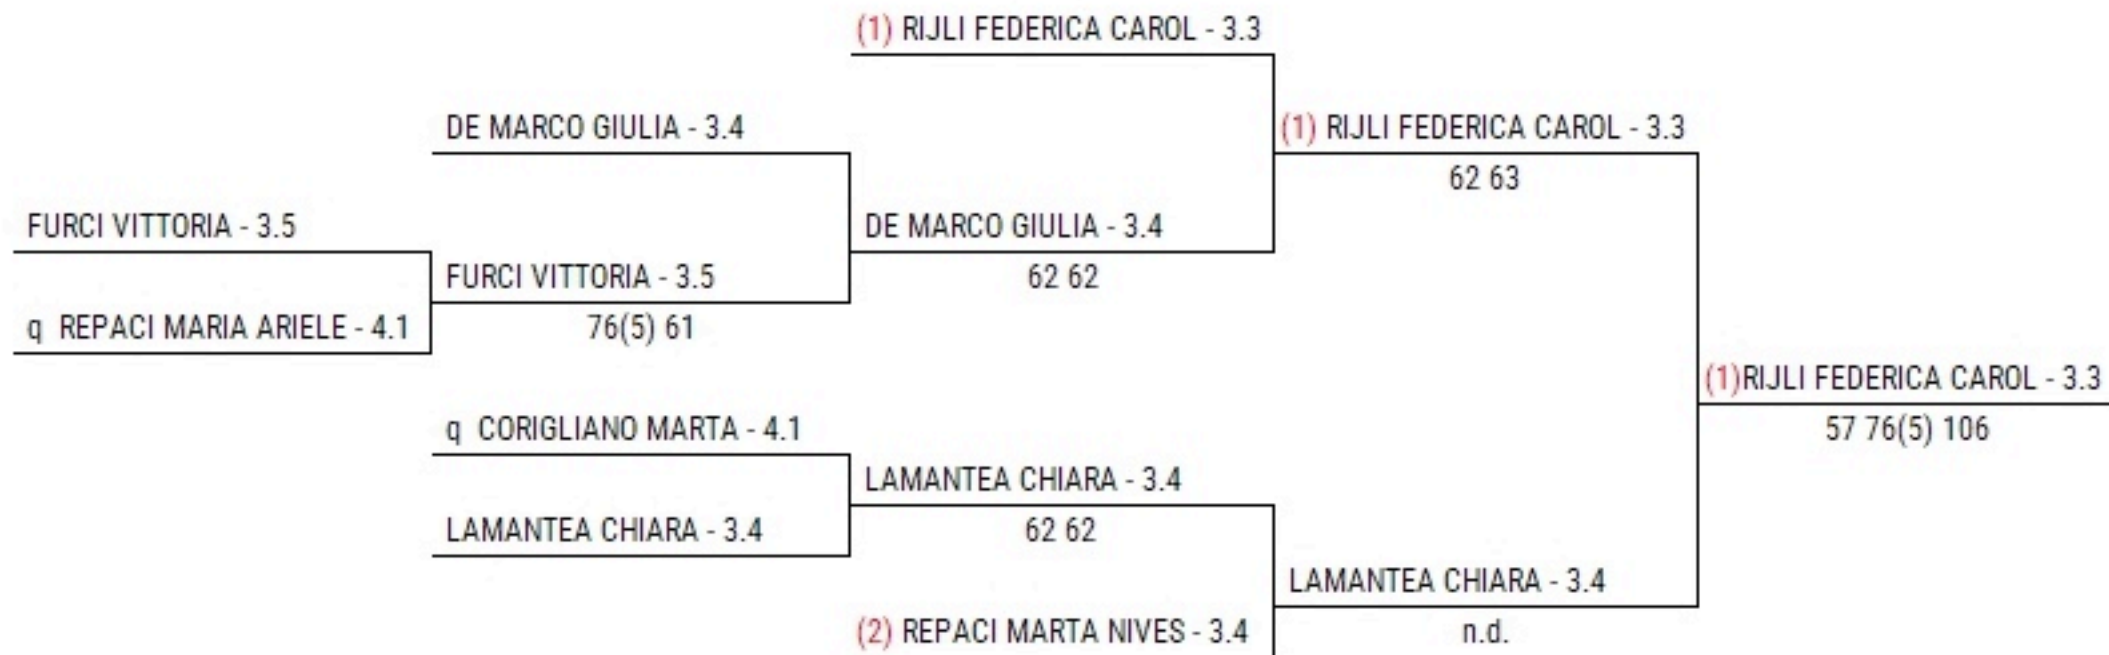 (1) RIJLI FEDERICA CAROL - 3.3
DE MARCO GIULIA - 3.4
(1) RIJLI FEDERICA CAROL - 3.3
62 63
FURCI VITTORIA - 3.5
DE MARCO GIULIA - 3.4
FURCI VITTORIA - 3.5
62 62
q REPACI MARIA ARIELE - 4.1
76(5) 61
(1)RIJLI FEDERICA CAROL - 3.3
q CORIGLIANO MARTA - 4.1
57 76(5) 106
LAMANTEA CHIARA - 3.4
LAMANTEA CHIARA - 3.4
62 62
LAMANTEA CHIARA - 3.4
(2) REPACI MARTA NIVES - 3.4
n.d.